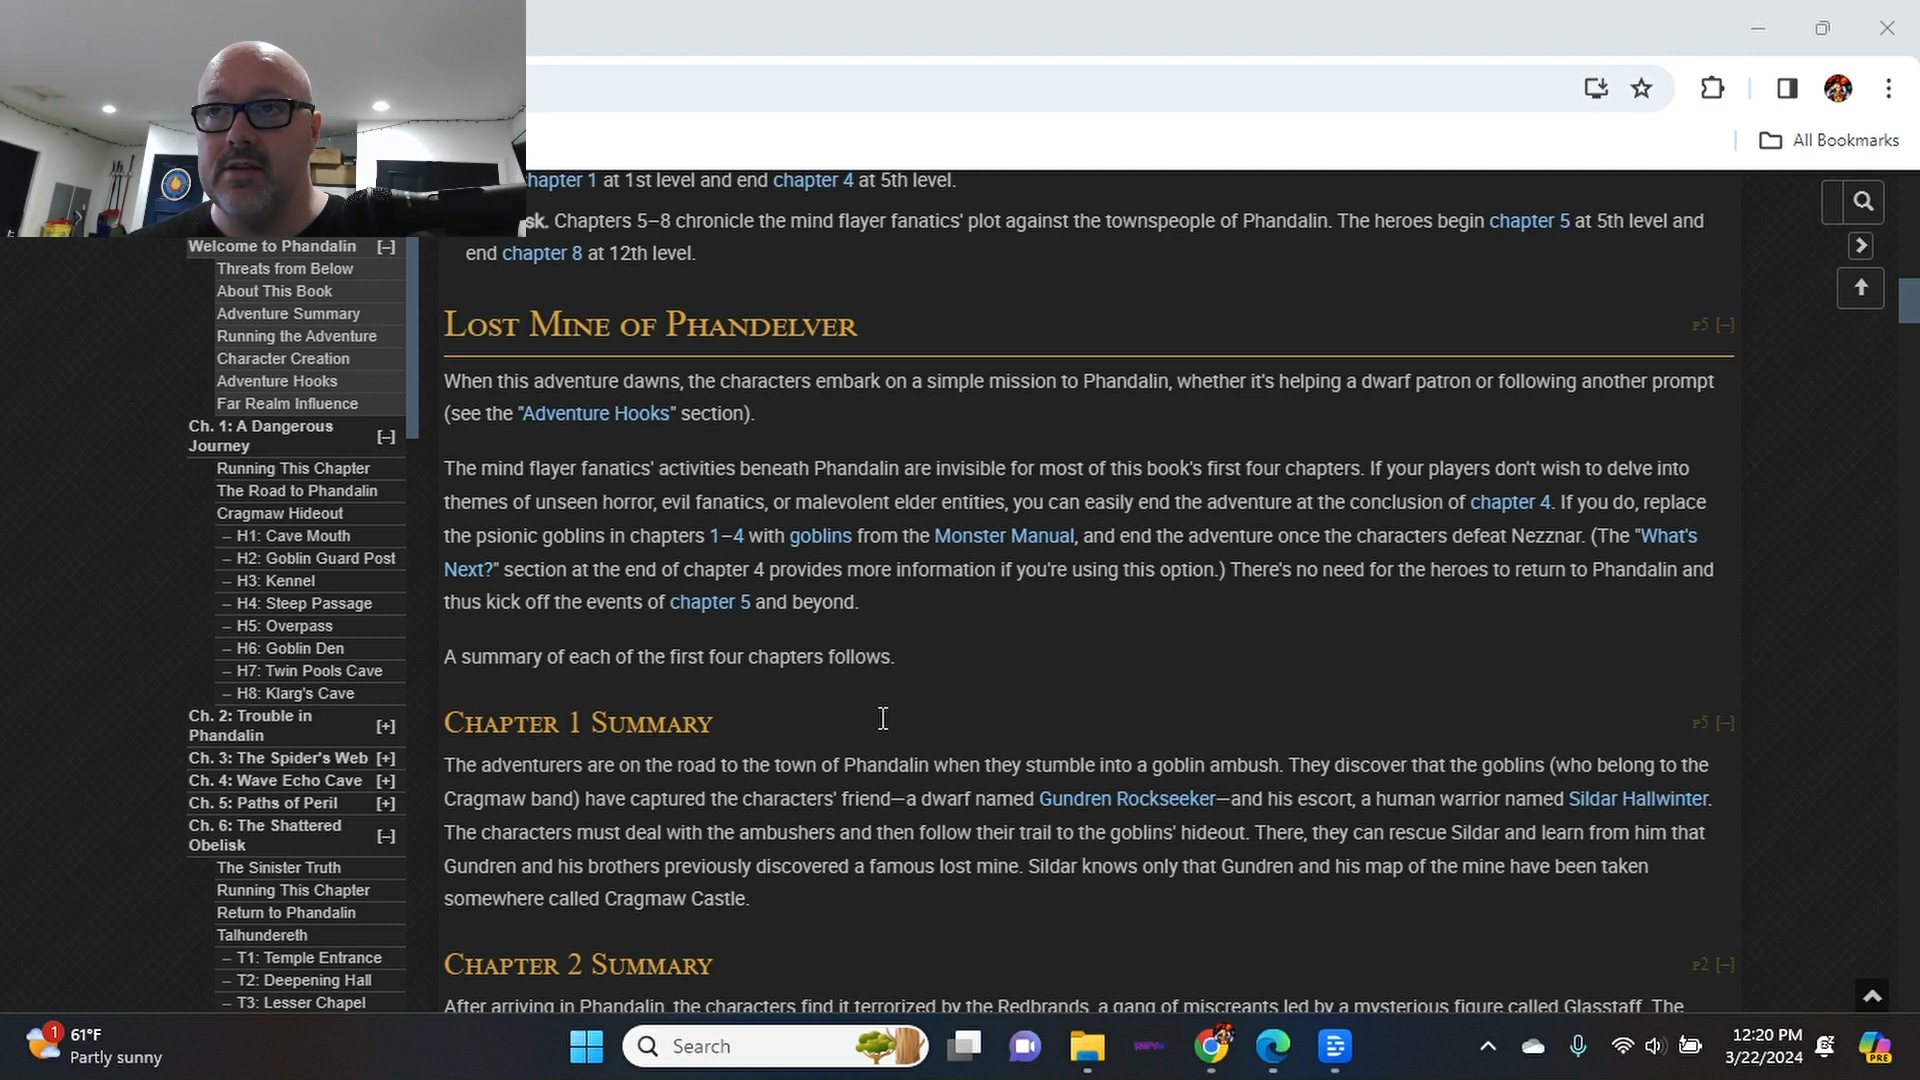 All Bookmarks
chapter 1 at 1st level and end chapter 4 at 5th level.
sk. Chapters 5–8 chronicle the mind flayer fanatics' plot against the townspeople of Phandalin. The heroes begin chapter 5 at 5th level and
end chapter 8 at 12th level.
Welcome to Phandalin [–]
Threats from Below
About This Book
Adventure Summary
Running the Adventure
Character Creation
Adventure Hooks
Far Realm Influence
Ch. 1: A Dangerous
Journey [–]
Running This Chapter
The Road to Phandalin
Cragmaw Hideout
– H1: Cave Mouth
– H2: Goblin Guard Post
– H3: Kennel
– H4: Steep Passage
– H5: Overpass
– H6: Goblin Den
– H7: Twin Pools Cave
– H8: Klarg's Cave
Ch. 2: Trouble in
Phandalin [+]
Ch. 3: The Spider's Web [+]
Ch. 4: Wave Echo Cave [+]
Ch. 5: Paths of Peril [+]
Ch. 6: The Shattered
Obelisk [–]
The Sinister Truth
Running This Chapter
Return to Phandalin
Talhundereth
– T1: Temple Entrance
– T2: Deepening Hall
– T3: Lesser Chapel
Lost Mine of Phandelver P5 [–]
When this adventure dawns, the characters embark on a simple mission to Phandalin, whether it's helping a dwarf patron or following another prompt
(see the "Adventure Hooks" section).
The mind flayer fanatics' activities beneath Phandalin are invisible for most of this book's first four chapters. If your players don't wish to delve into
themes of unseen horror, evil fanatics, or malevolent elder entities, you can easily end the adventure at the conclusion of chapter 4. If you do, replace
the psionic goblins in chapters 1–4 with goblins from the Monster Manual, and end the adventure once the characters defeat Nezznar. (The "What's
Next?" section at the end of chapter 4 provides more information if you're using this option.) There's no need for the heroes to return to Phandalin and
thus kick off the events of chapter 5 and beyond.
A summary of each of the first four chapters follows.
Chapter 1 Summary P5 [–]
The adventurers are on the road to the town of Phandalin when they stumble into a goblin ambush. They discover that the goblins (who belong to the
Cragmaw band) have captured the characters' friend—a dwarf named Gundren Rockseeker—and his escort, a human warrior named Sildar Hallwinter.
The characters must deal with the ambushers and then follow their trail to the goblins' hideout. There, they can rescue Sildar and learn from him that
Gundren and his brothers previously discovered a famous lost mine. Sildar knows only that Gundren and his map of the mine have been taken
somewhere called Cragmaw Castle.
Chapter 2 Summary P2 [–]
After arriving in Phandalin, the characters find it terrorized by the Redbrands, a gang of miscreants led by a mysterious figure called Glasstaff. The
1
61°F
Partly sunny
Search
12:20 PM
3/22/2024
PRE